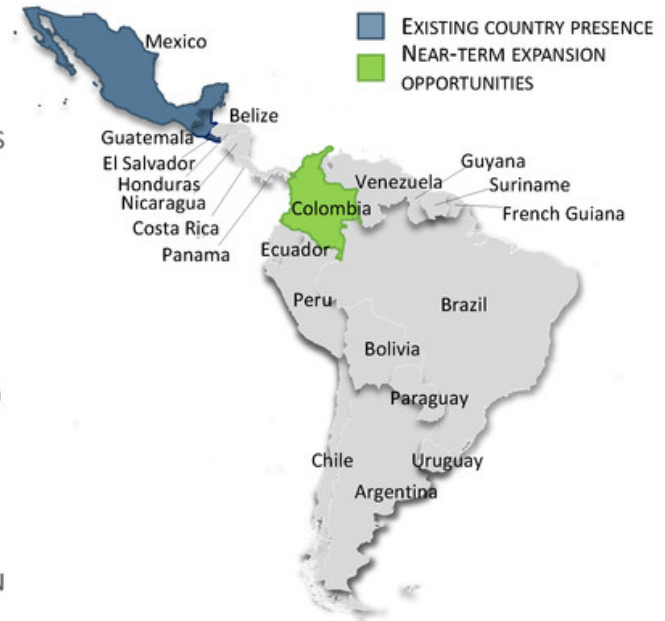 EXISTING COUNTRY PRESENCE
NEAR-TERM EXPANSION
OPPORTUNITIES
Mexico
Belize
Guatemala
El Salvador
Honduras
Nicaragua
Costa Rica
Panama
Guyana
Suriname
French Guiana
Venezuela
Colombia
Ecuador
Peru
Brazil
Bolivia
Paraguay
Chile
Uruguay
Argentina